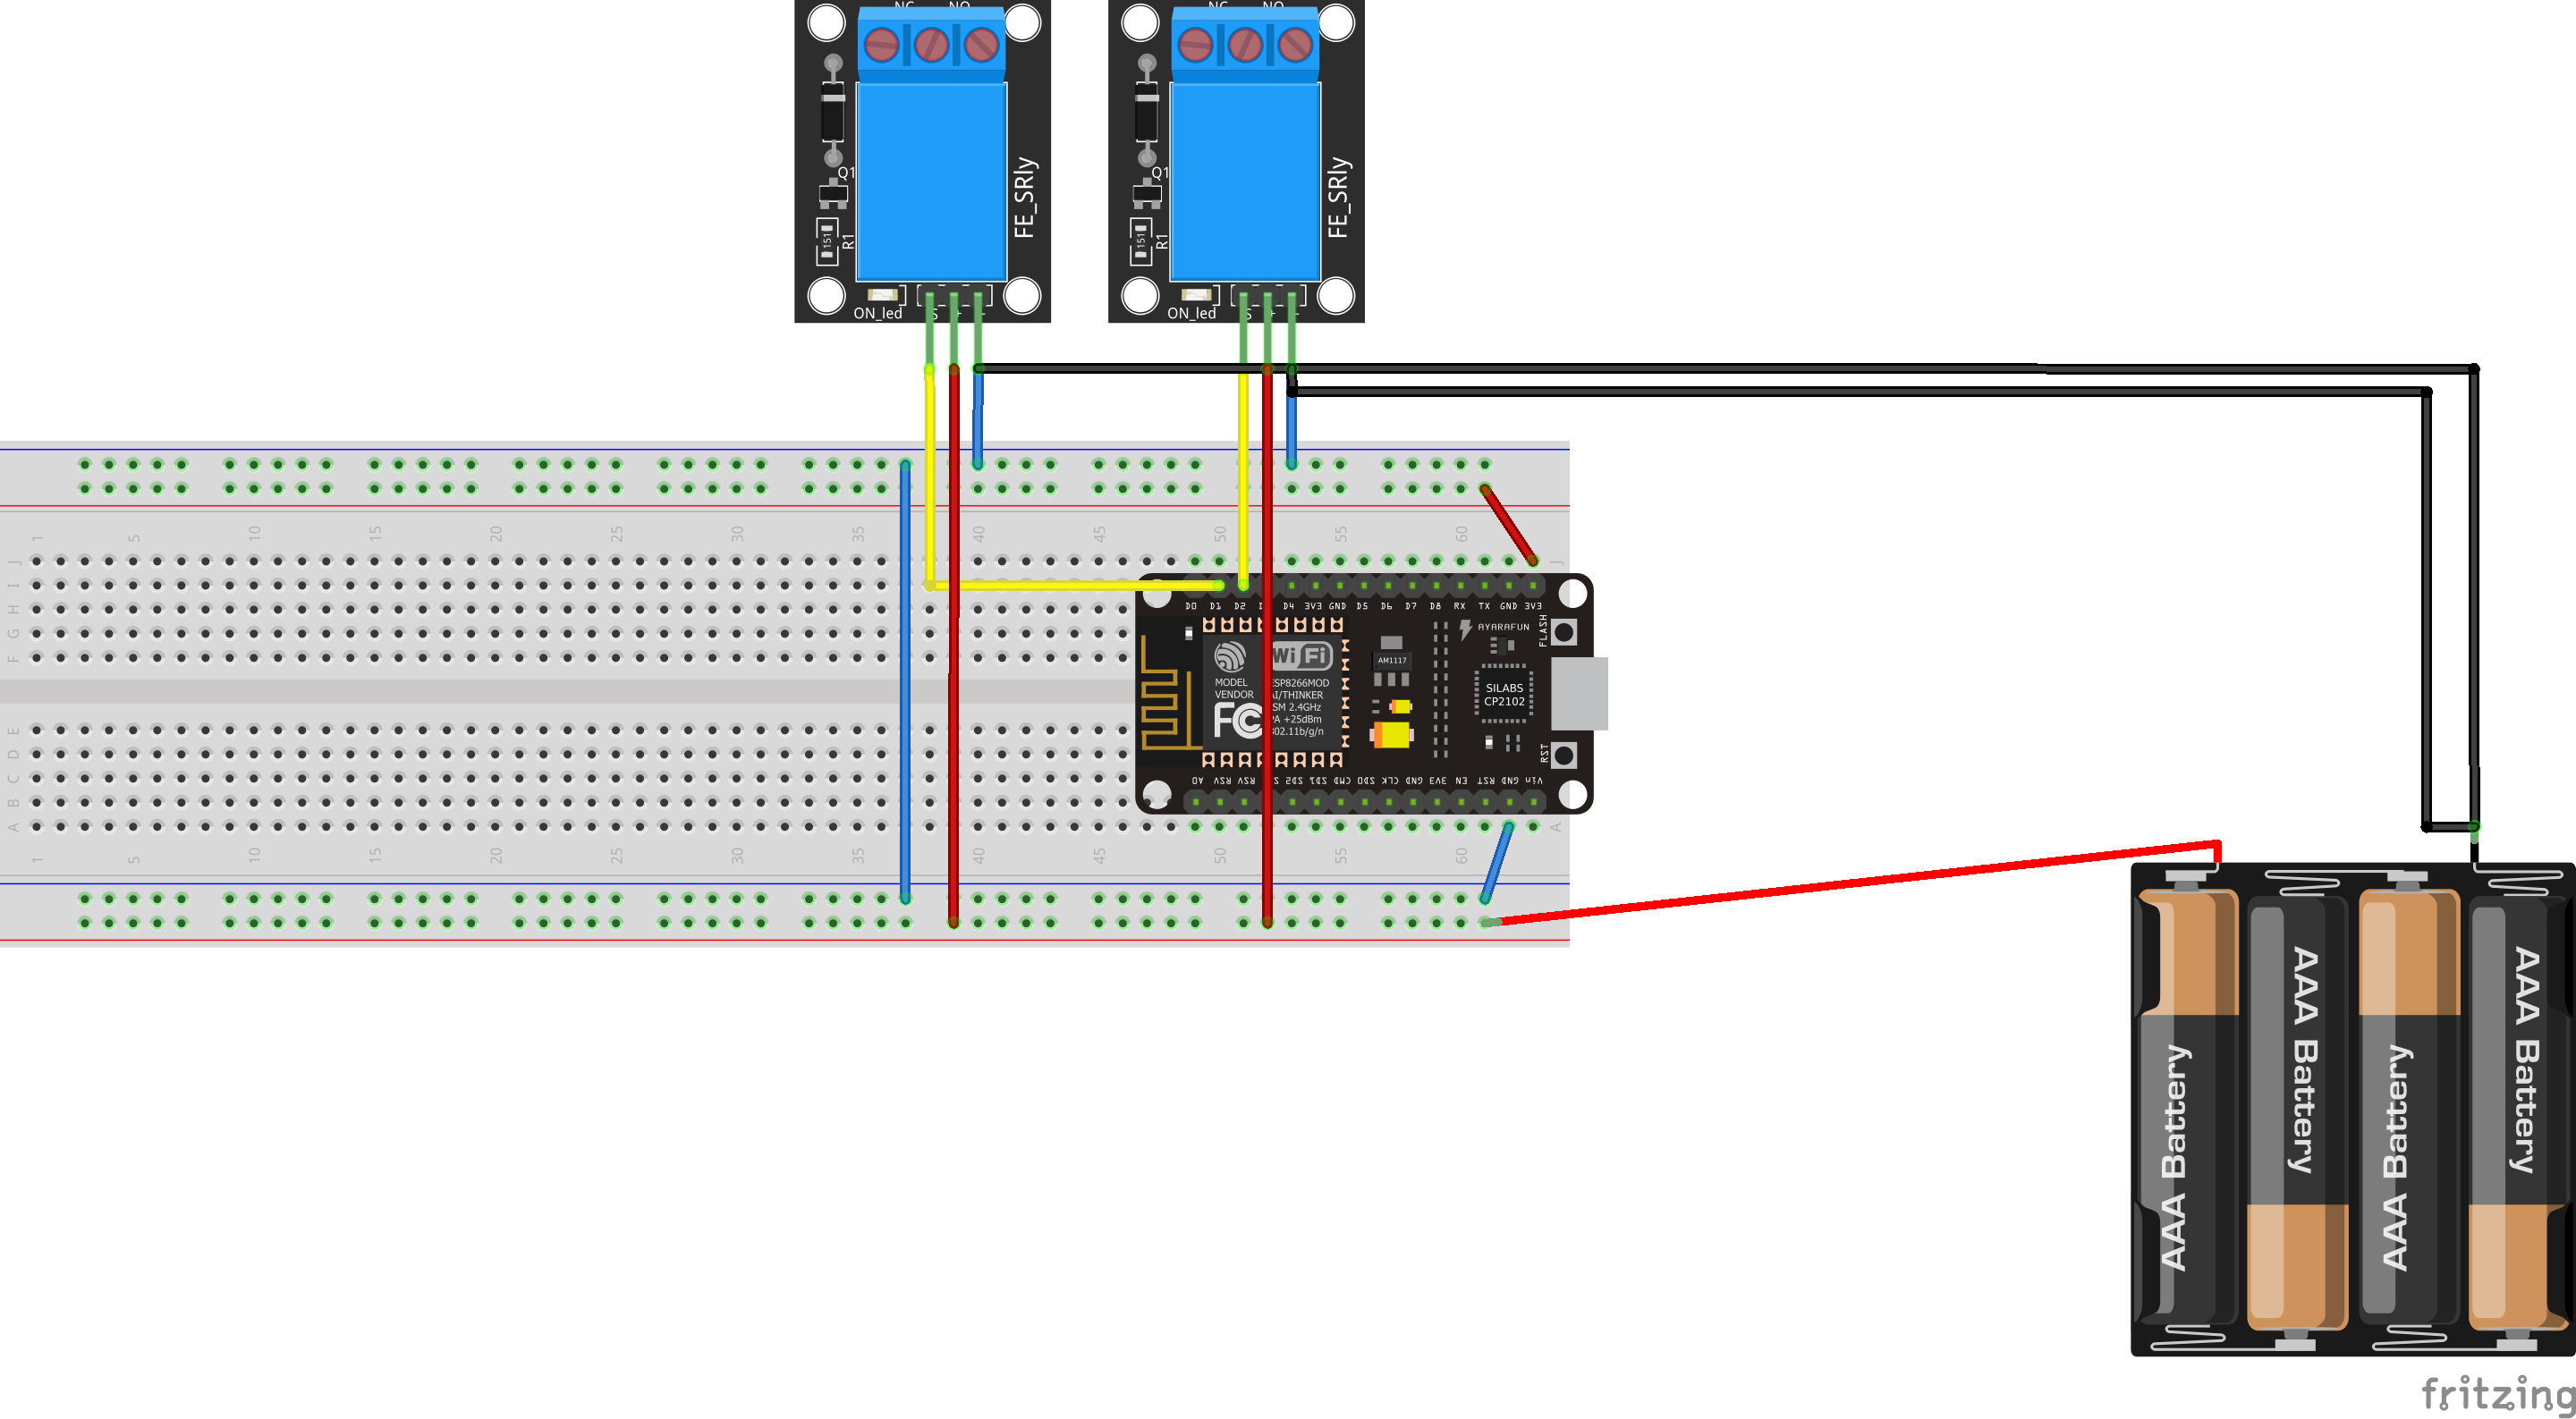 NC NO
NC NO
Q1
Q1
FE_SRly
FE_SRly
151
R1
151
R1
ON_led
S + -
ON_led
S + -
1 5 10 15 20 25 30 35 40 45 50 55 60
J
J
I
H
G
F
D0 D1 D2 D4 3V3 GND D5 D6 D7 D8 RX TX GND 3V3
FLASH
AYARAFUN
WiFi
AM1117
MODEL
VENDOR
ESP8266MOD
AI/THINKER
ISM 2.4GHz
PA +25dBm
802.11b/g/n
FC
SILABS
CP2102
RST
E
D
C
B
A
A0 RSV RSV SD2 SD1 CMD SD0 CLK GND 3V3 EN RST GND Vin
A
1 5 10 15 20 25 30 35 40 45 50 55 60
AAA Battery
AAA Battery
AAA Battery
AAA Battery
fritzing